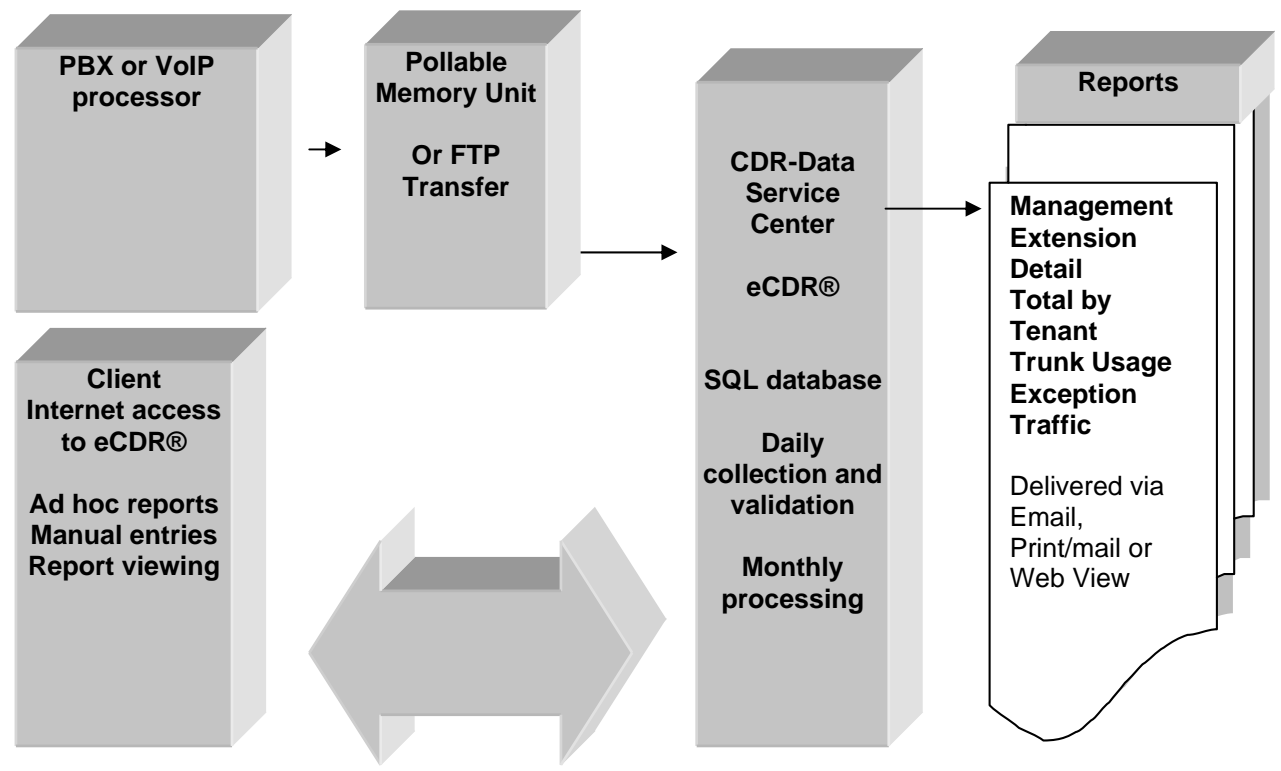 PBX or VoIP
processor
Pollable
Memory Unit
Or FTP
Transfer
CDR-Data
Service
Center
eCDR®
SQL database
Daily
collection and
validation
Monthly
processing
Reports
Management
Extension
Detail
Total by
Tenant
Trunk Usage
Exception
Traffic
Delivered via
Email,
Print/mail or
Web View
Client
Internet access
to eCDR®
Ad hoc reports
Manual entries
Report viewing